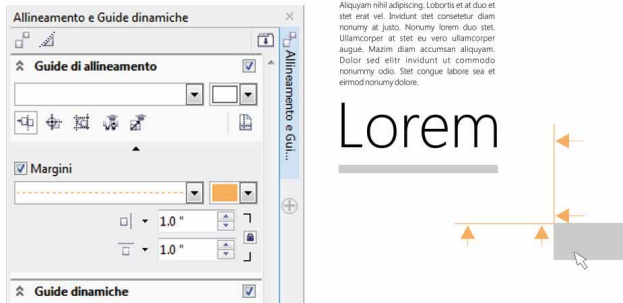 Allineamento e Guide dinamiche
Guide di allineamento
Margini
1.0 "
1.0 "
Guide dinamiche
Allineamento e Gui...
Aliquyam nihil adipiscing. Lobortis et at duo et
stet erat vel. Invidunt stet consetetur diam
nonumy at justo. Nonumy lorem duo stet.
Ullamcorper at stet eu vero ullamcorper
augue. Mazim diam accumsan aliquyam.
Dolor sed elitr invidunt ut commodo
nonummy odio. Stet congue labore sea et
eirmod nonumy dolore.
Lorem